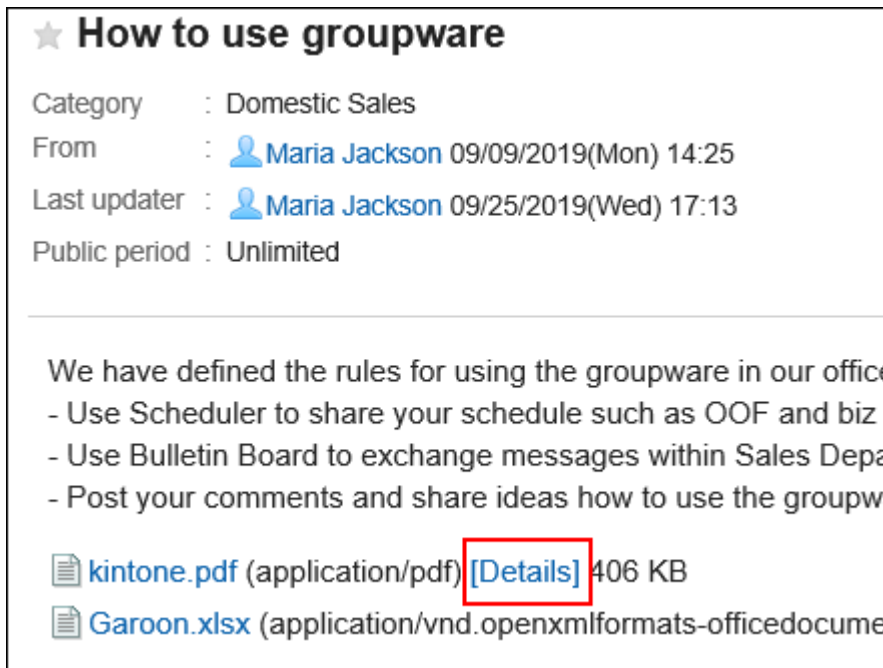 How to use groupware
Category : Domestic Sales
From : Maria Jackson 09/09/2019(Mon) 14:25
Last updater : Maria Jackson 09/25/2019(Wed) 17:13
Public period : Unlimited
We have defined the rules for using the groupware in our office
- Use Scheduler to share your schedule such as OOF and biz
- Use Bulletin Board to exchange messages within Sales Depa
- Post your comments and share ideas how to use the groupw
kintone.pdf (application/pdf) [Details] 406 KB
Garoon.xlsx (application/vnd.openxmlformats-officedocume